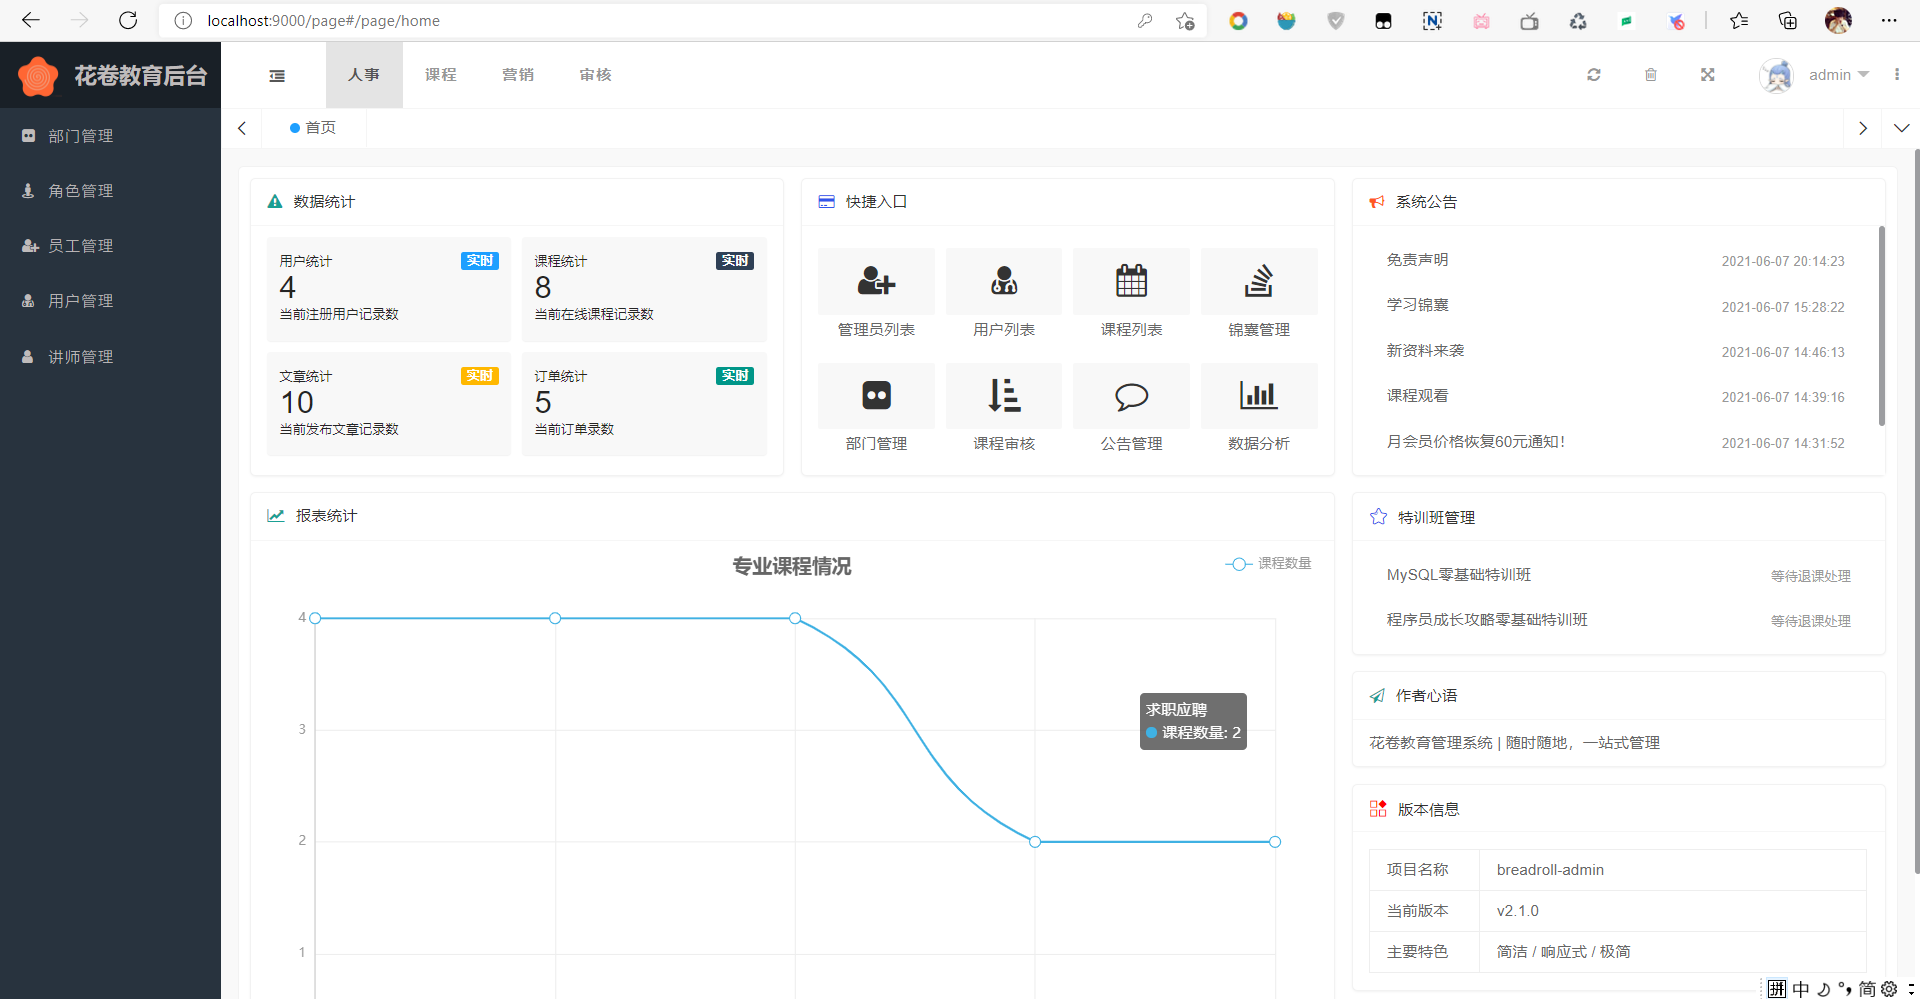 localhost:9000/page#/page/home
花卷教育后台
人事 课程 营销 审核
admin
首页
部门管理
角色管理
员工管理
用户管理
讲师管理
数据统计
用户统计 实时
4
当前注册用户记录数
课程统计 实时
8
当前在线课程记录数
文章统计 实时
10
当前发布文章记录数
订单统计 实时
5
当前订单录数
快捷入口
管理员列表 用户列表 课程列表 锦囊管理
部门管理 课程审核 公告管理 数据分析
系统公告
免责声明 2021-06-07 20:14:23
学习锦囊 2021-06-07 15:28:22
新资料来袭 2021-06-07 14:46:13
课程观看 2021-06-07 14:39:16
月会员价格恢复60元通知! 2021-06-07 14:31:52
报表统计
专业课程情况
课程数量
4
3
2
1
求职应聘
课程数量: 2
特训班管理
MySQL零基础特训班 等待退课处理
程序员成长攻略零基础特训班 等待退课处理
作者心语
花卷教育管理系统 | 随时随地，一站式管理
版本信息
项目名称 breadroll-admin
当前版本 v2.1.0
主要特色 简洁 / 响应式 / 极简
拼 中 简